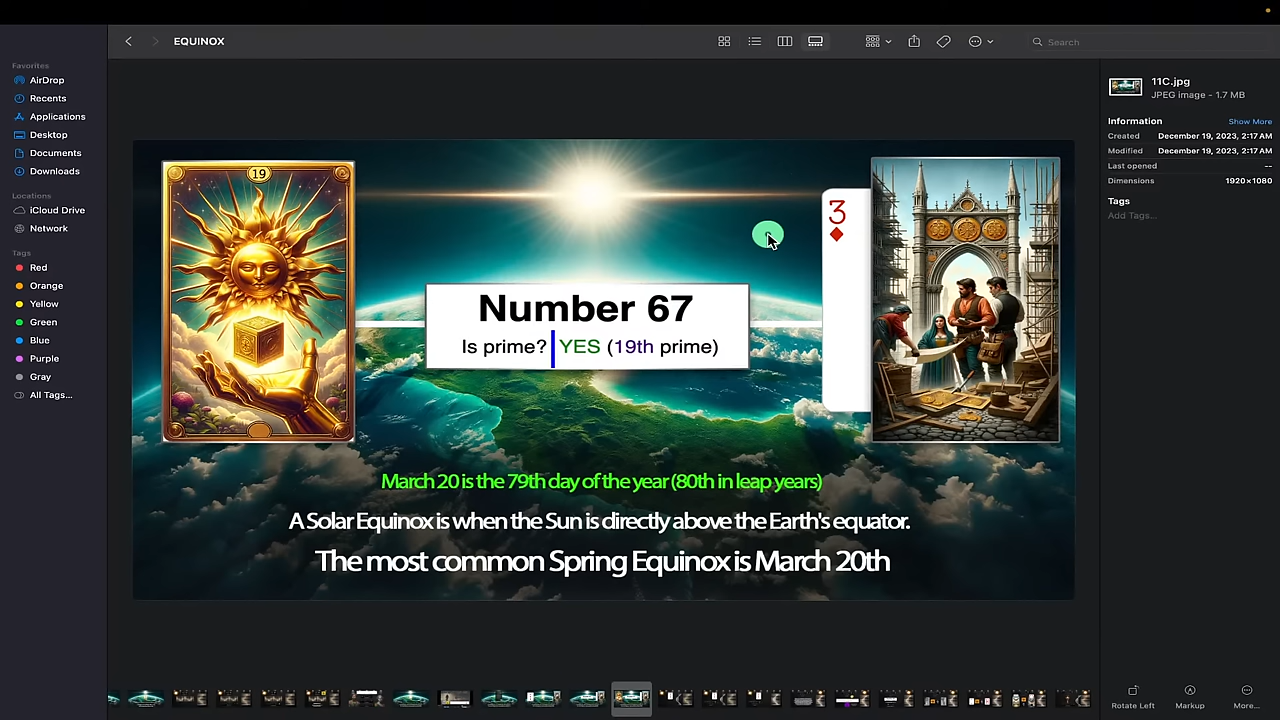 EQUINOX
Search
Favorites
AirDrop
Recents
Applications
Desktop
Documents
Downloads
Locations
iCloud Drive
Network
Tags
Red
Orange
Yellow
Green
Blue
Purple
Gray
All Tags...
19
3
Number 67
Is prime? YES (19th prime)
March 20 is the 79th day of the year (80th in leap years)
A Solar Equinox is when the Sun is directly above the Earth's equator.
The most common Spring Equinox is March 20th
11C.jpg
JPEG image - 1.7 MB
Information Show More
Created December 19, 2023, 2:17 AM
Modified December 19, 2023, 2:17 AM
Last opened --
Dimensions 1920×1080
Tags
Add Tags...
Rotate Left
Markup
More...